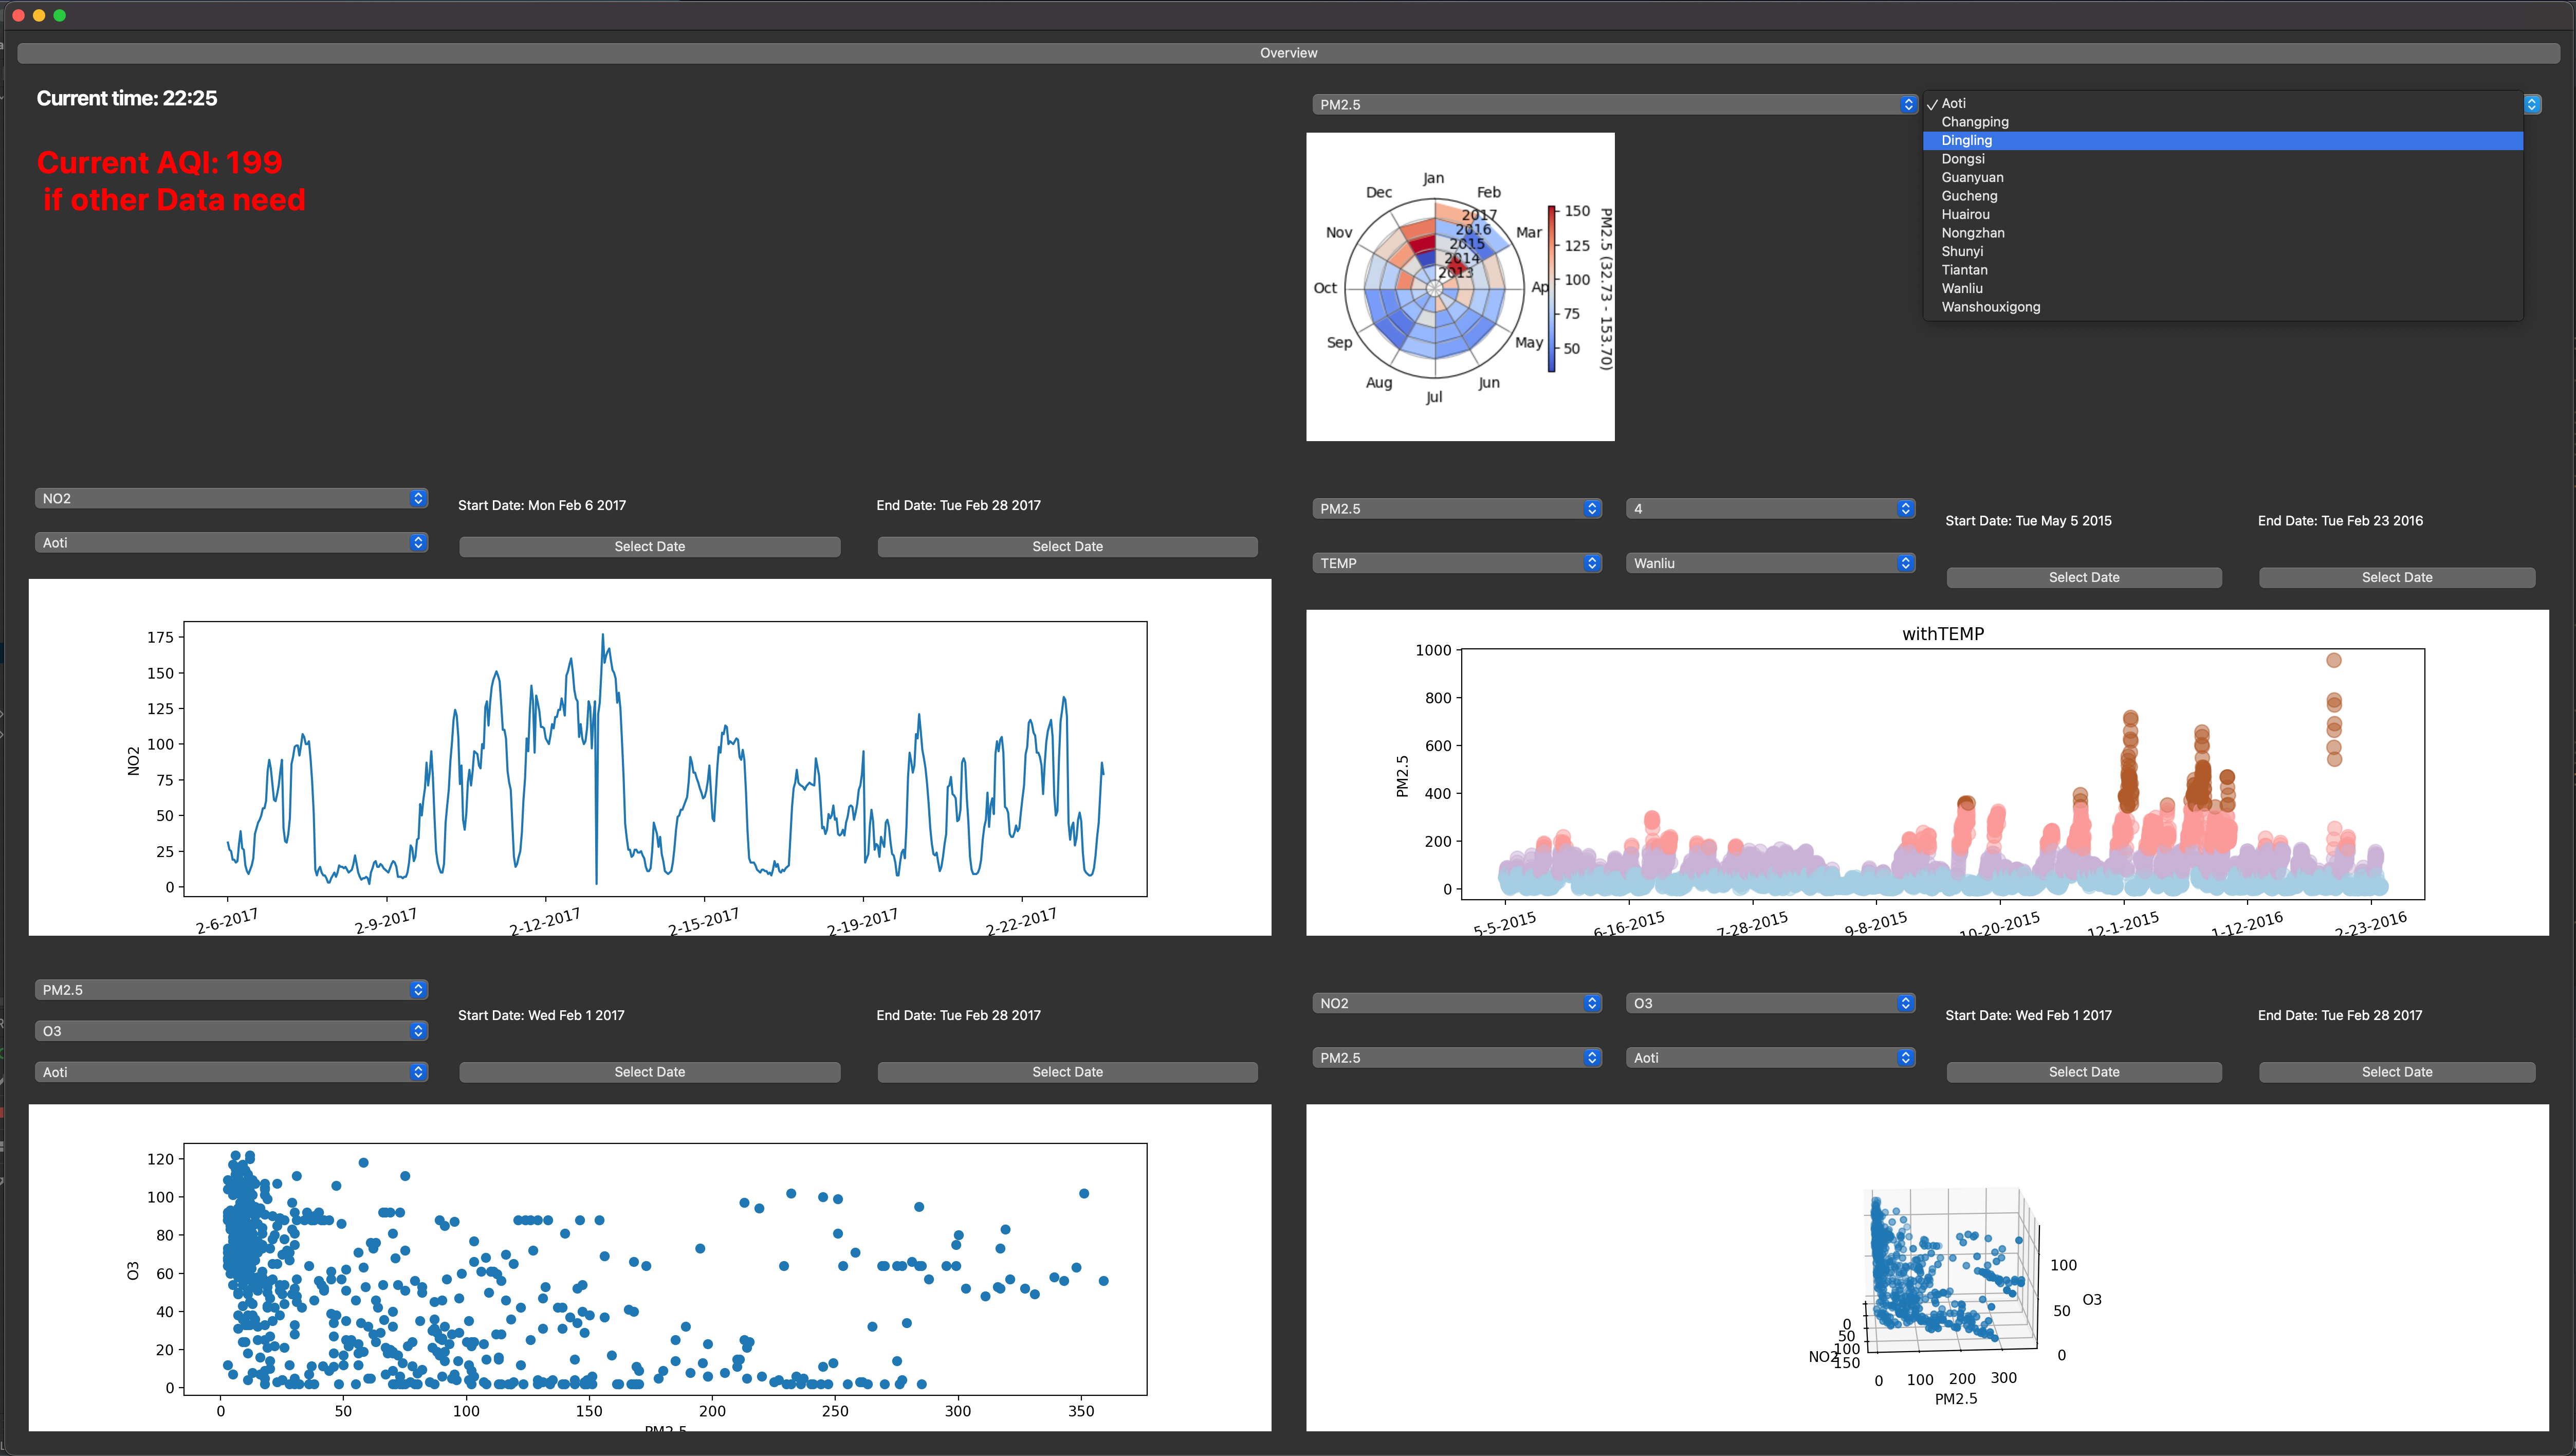 Overview
Current time: 22:25
Current AQI: 199
if other Data need
PM2.5
✓ Aoti
Changping
Dingling
Dongsi
Guanyuan
Gucheng
Huairou
Nongzhan
Shunyi
Tiantan
Wanliu
Wanshouxigong
Jan
Feb
Mar
Ap
May
Jun
Jul
Aug
Sep
Oct
Nov
Dec
2017
2016
2015
2014
2013
150
125
100
75
50
PM2.5 (32.73 - 153.70)
NO2
Aoti
Start Date: Mon Feb 6 2017
End Date: Tue Feb 28 2017
Select Date
Select Date
NO2
175
150
125
100
75
50
25
0
2-6-2017
2-9-2017
2-12-2017
2-15-2017
2-19-2017
2-22-2017
PM2.5
4
TEMP
Wanliu
Start Date: Tue May 5 2015
End Date: Tue Feb 23 2016
Select Date
Select Date
withTEMP
PM2.5
1000
800
600
400
200
0
5-5-2015
6-16-2015
7-28-2015
9-8-2015
10-20-2015
12-1-2015
1-12-2016
2-23-2016
PM2.5
O3
Aoti
Start Date: Wed Feb 1 2017
End Date: Tue Feb 28 2017
Select Date
Select Date
O3
120
100
80
60
40
20
0
0 50 100 150 200 250 300 350
PM2.5
NO2
O3
PM2.5
Aoti
Start Date: Wed Feb 1 2017
End Date: Tue Feb 28 2017
Select Date
Select Date
100
50
0
O3
0
50
100
150
NO2
0 100 200 300
PM2.5